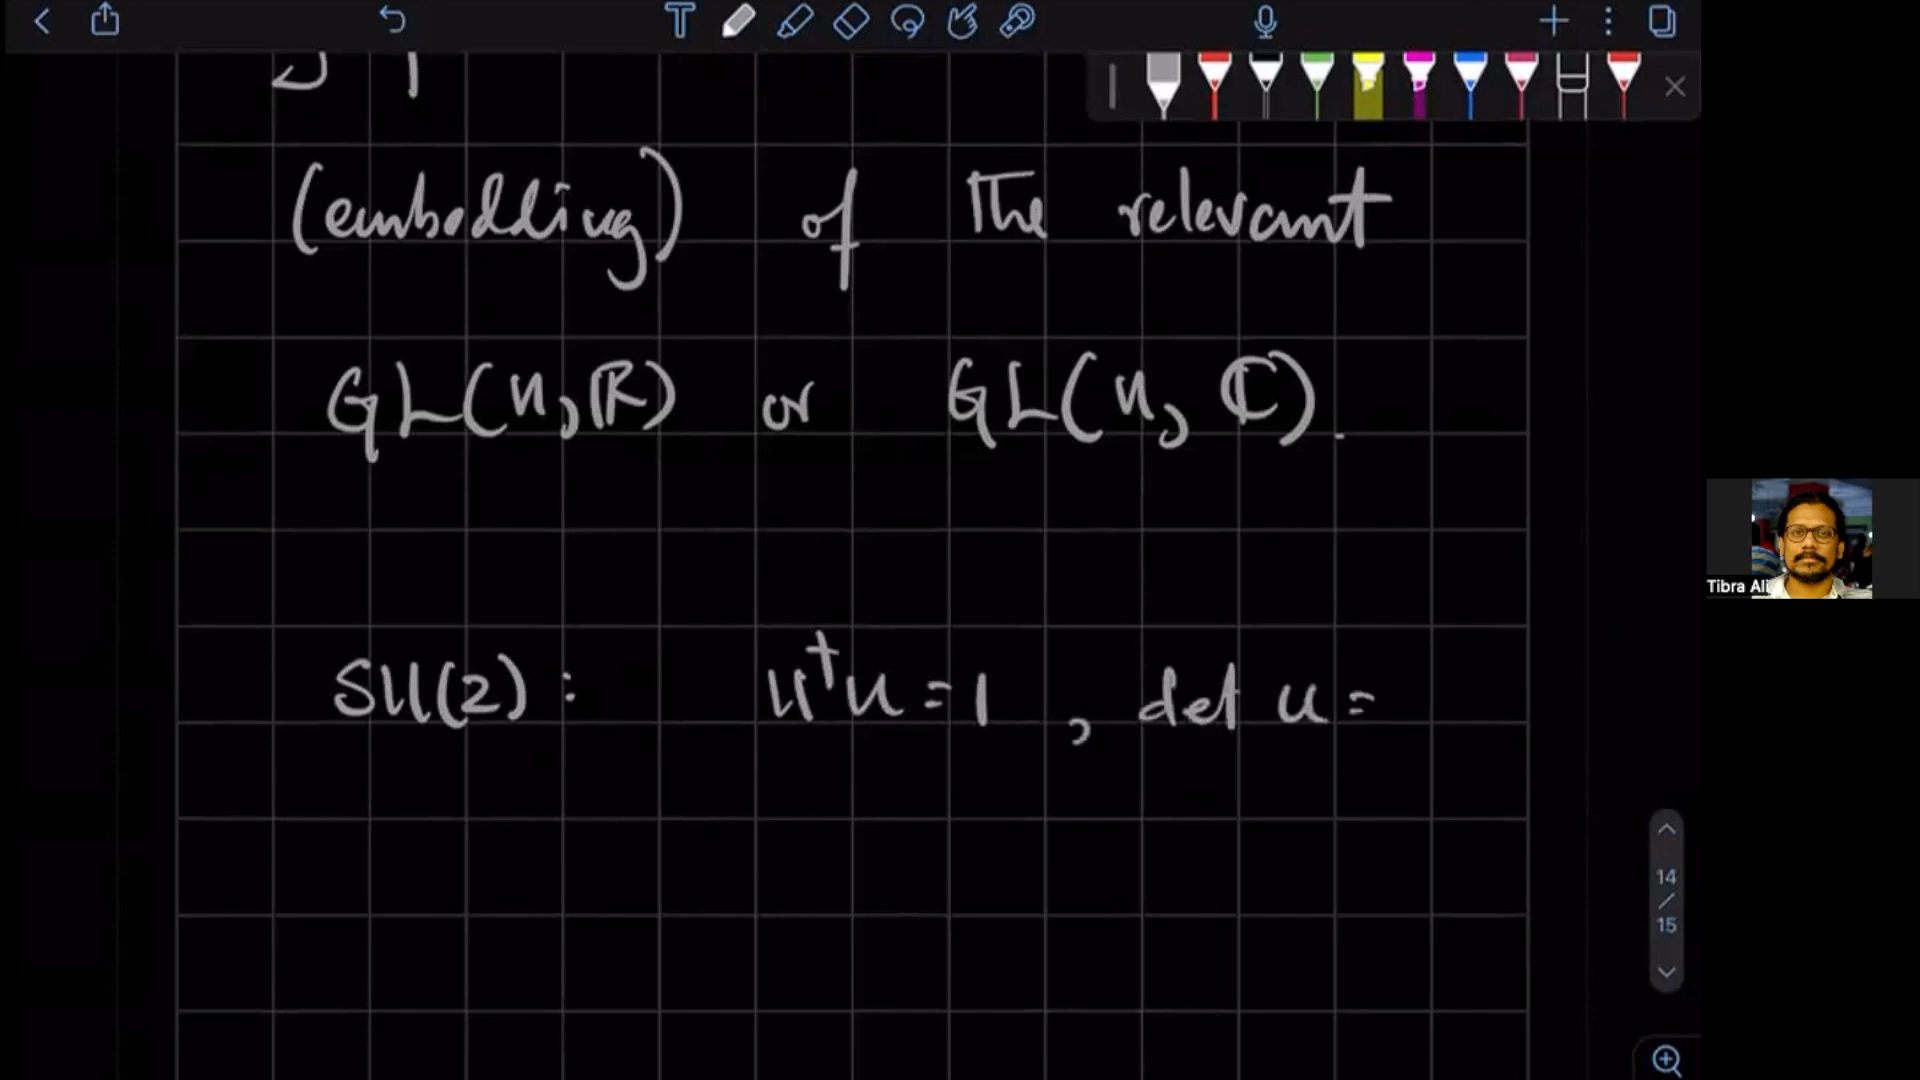 (embedding) of the relevant
GL(n, ℝ) or GL(n, ℂ).
SU(2): U†U = 1, det U =
Tibra Ali
14
/
15